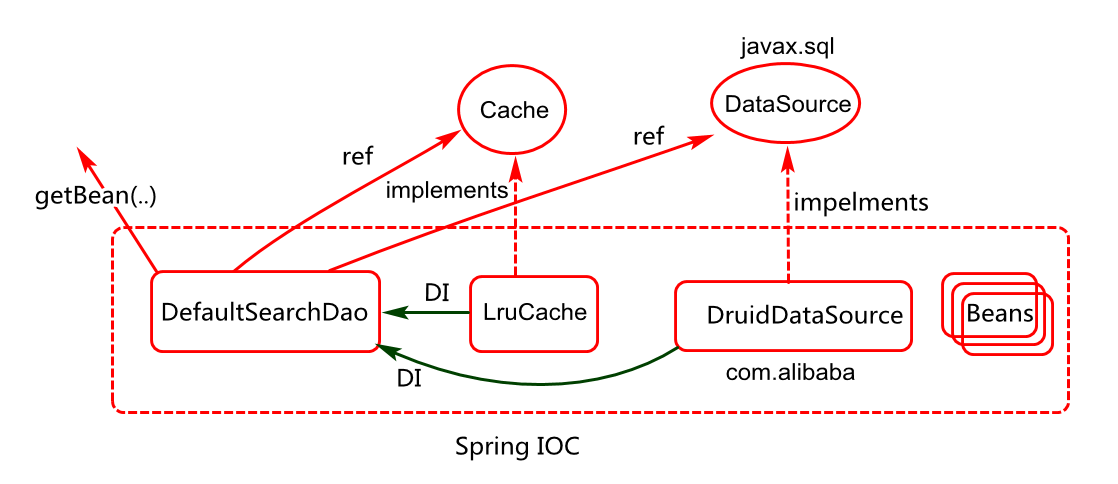 javax.sql
Cache
DataSource
ref
ref
implements
getBean(..)
impelments
DI
DefaultSearchDao
LruCache
DruidDataSource
Beans
DI
com.alibaba
Spring IOC